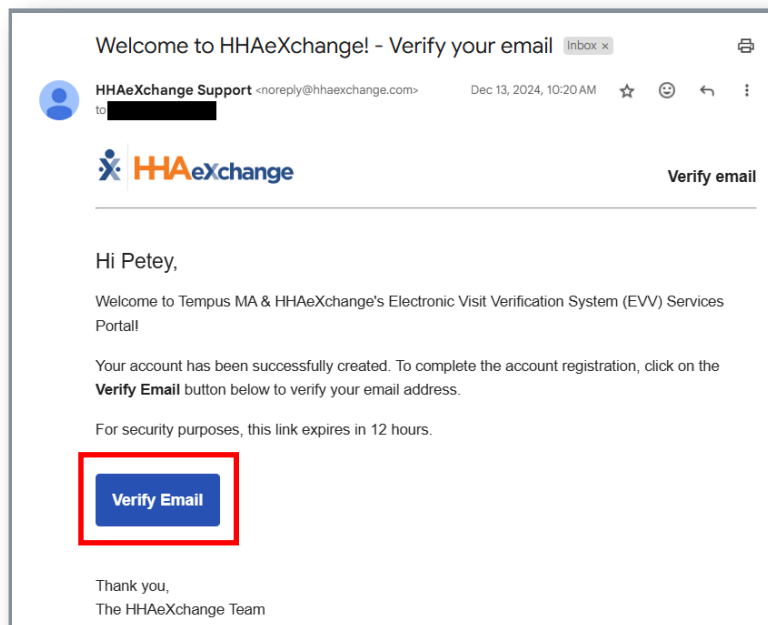 Welcome to HHAeXchange! - Verify your email Inbox ×
HHAeXchange Support <noreply@hhaexchange.com> Dec 13, 2024, 10:20 AM
to
HHAeXchange
Verify email
Hi Petey,
Welcome to Tempus MA & HHAeXchange's Electronic Visit Verification System (EVV) Services
Portal!
Your account has been successfully created. To complete the account registration, click on the
Verify Email button below to verify your email address.
For security purposes, this link expires in 12 hours.
Verify Email
Thank you,
The HHAeXchange Team